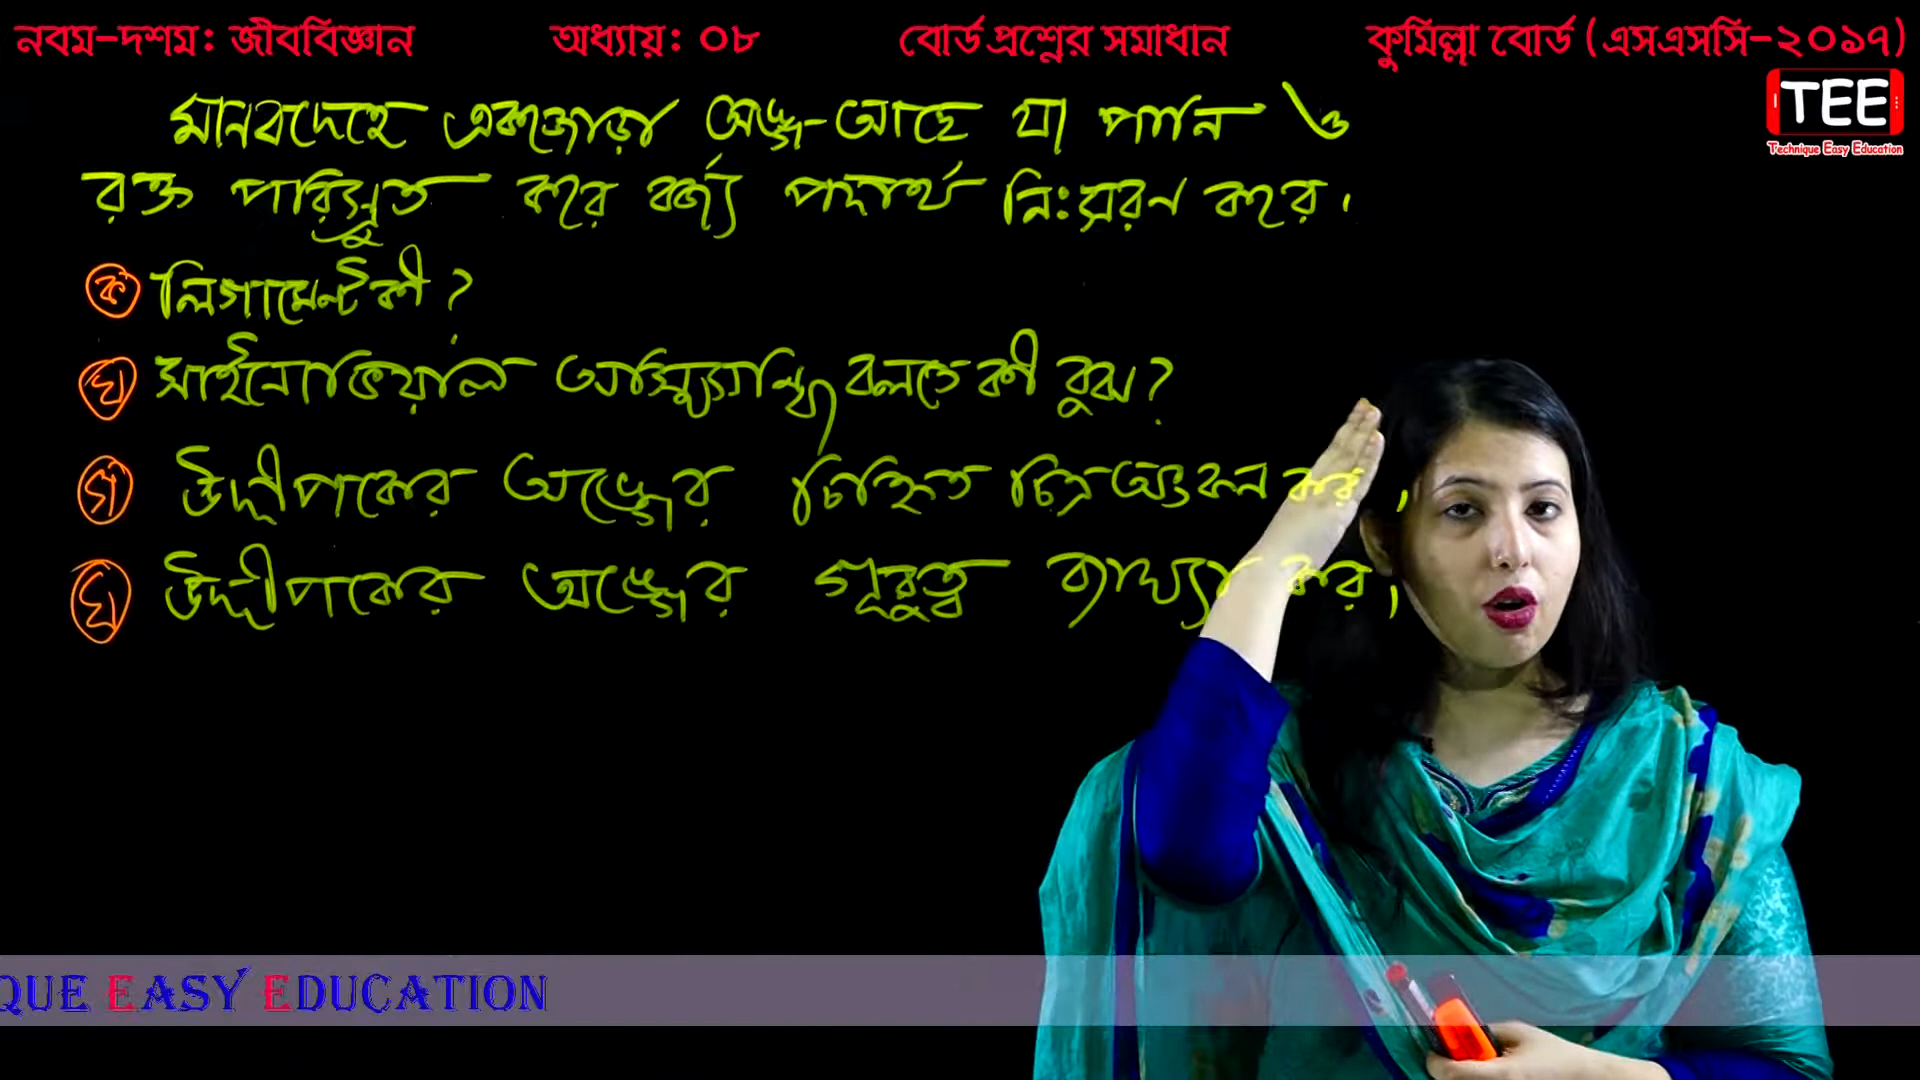 নবম-দশম: জীববিজ্ঞান অধ্যায়: ০৮ বোর্ড প্রশ্নের সমাধান কুমিল্লা বোর্ড (এসএসসি-২০১৭)
TEE
Technique Easy Education
মানবদেহে একজোড়া অঙ্গ-আছে যা পানি ও
রক্ত পরিস্রুত করে বর্জ্য পদার্থ নিঃসরণ করে।
ক লিগামেন্ট কী?
খ সাইনোভিয়াল অস্থিসন্ধি বলতে কী বুঝ?
গ উদ্দীপকের অঙ্গের চিহ্নিত চিত্র অংকন কর।
ঘ উদ্দীপকের অঙ্গের গুরুত্ব ব্যাখ্যা কর।
QUE EASY EDUCATION